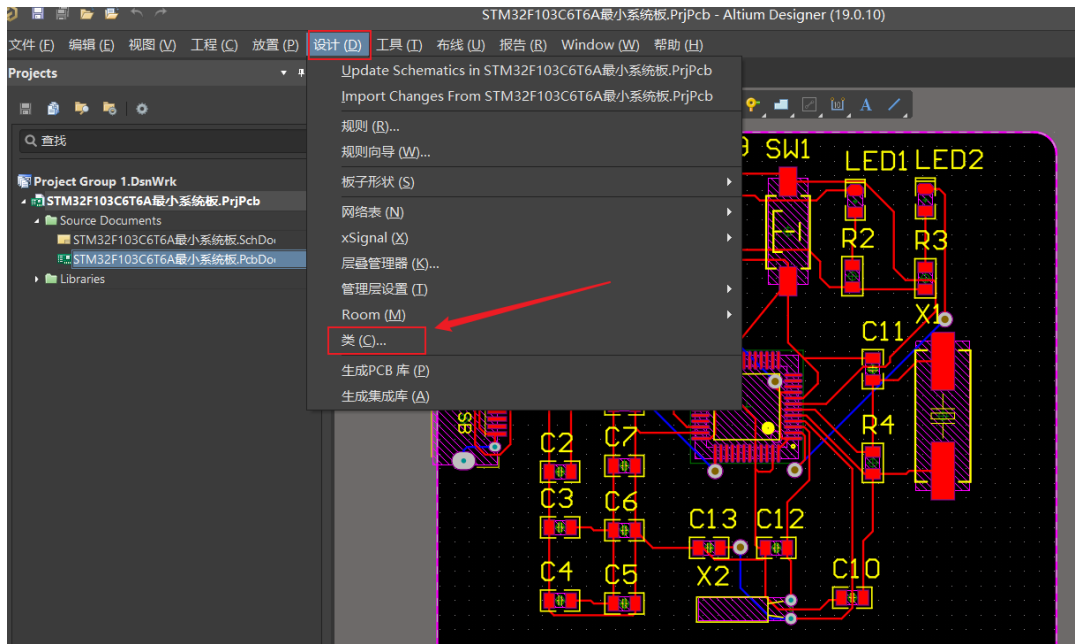 STM32F103C6T6A最小系统板.PrjPcb - Altium Designer (19.0.10)
文件 (F) 编辑 (E) 视图 (V) 工程 (C) 放置 (P) 设计 (D) 工具 (T) 布线 (U) 报告 (R) Window (W) 帮助 (H)
Projects
查找
Project Group 1.DsnWrk
STM32F103C6T6A最小系统板.PrjPcb
Source Documents
STM32F103C6T6A最小系统板.SchDo
STM32F103C6T6A最小系统板.PcbDo
Libraries
Update Schematics in STM32F103C6T6A最小系统板.PrjPcb
Import Changes From STM32F103C6T6A最小系统板.PrjPcb
规则 (R)...
规则向导 (W)...
板子形状 (S)
网络表 (N)
xSignal (X)
层叠管理器 (K)...
管理层设置 (T)
Room (M)
类 (C)...
生成PCB 库 (P)
生成集成库 (A)
A
SW1
LED1
LED2
R2
R3
X1
C11
R4
SB
C2
C7
C3
C6
C13
C12
C4
C5
X2
C10